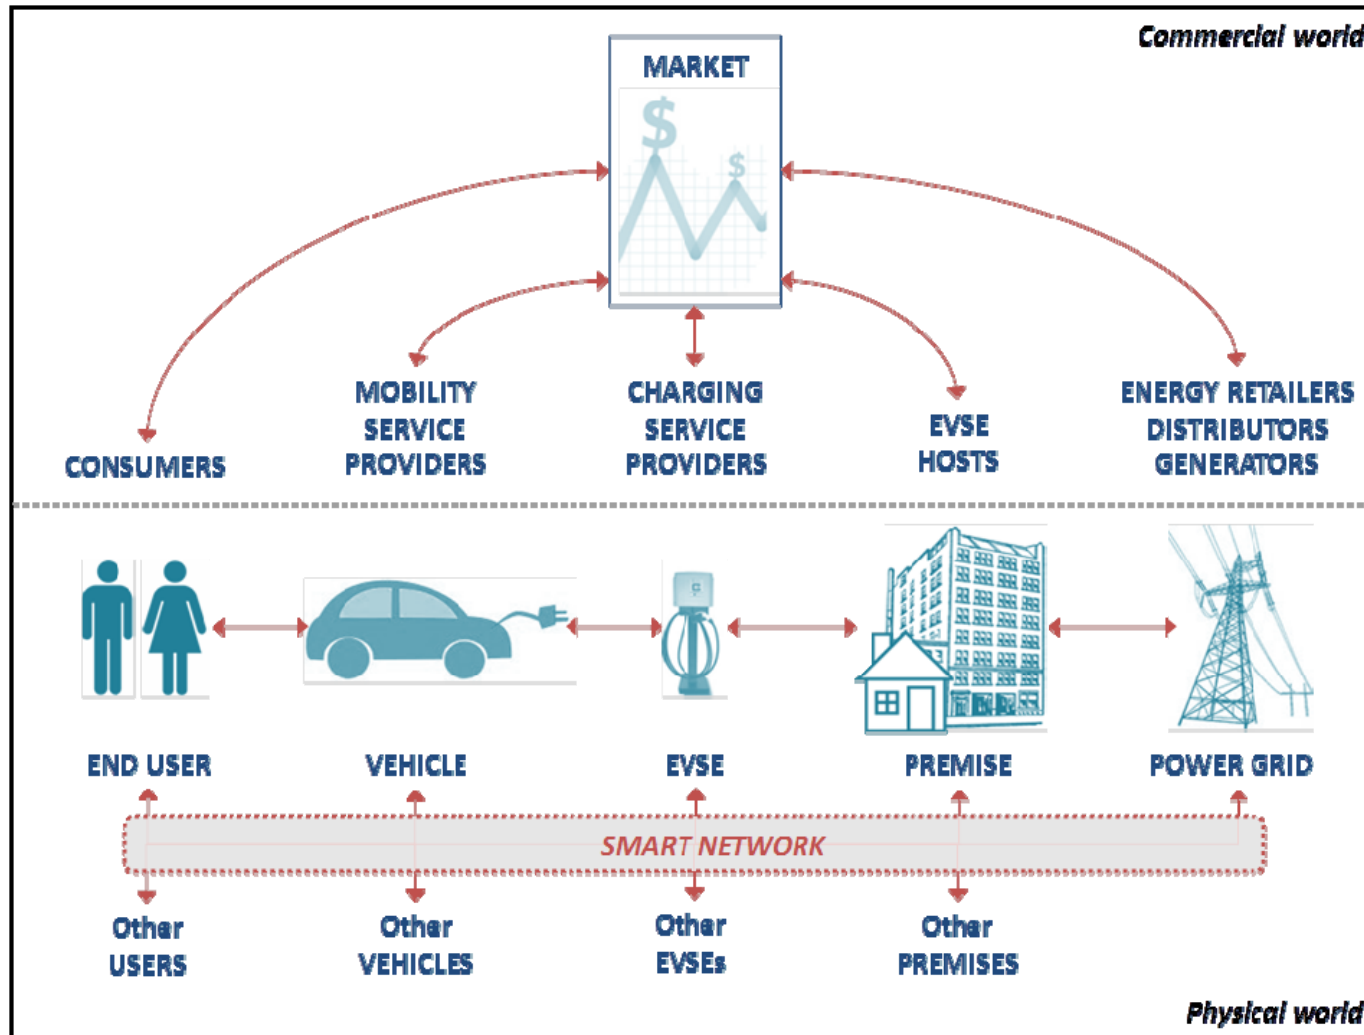 Commercial world
MARKET
$
$
CONSUMERS
MOBILITY
SERVICE
PROVIDERS
CHARGING
SERVICE
PROVIDERS
EVSE
HOSTS
ENERGY RETAILERS
DISTRIBUTORS
GENERATORS
G
END USER
VEHICLE
EVSE
PREMISE
POWER GRID
SMART NETWORK
Other
USERS
Other
VEHICLES
Other
EVSEs
Other
PREMISES
Physical world